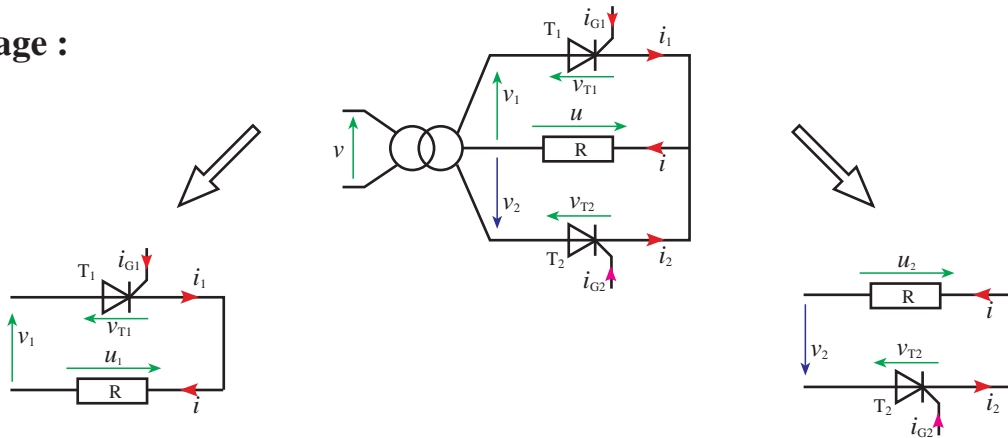 age :
T1 iG1 i1
vT1
v1
u
v R i
v2
vT2
T2 i2
iG2
T1 iG1 i1
vT1
v1
u1
R i
u2
R i
v2
vT2
T2 i2
iG2